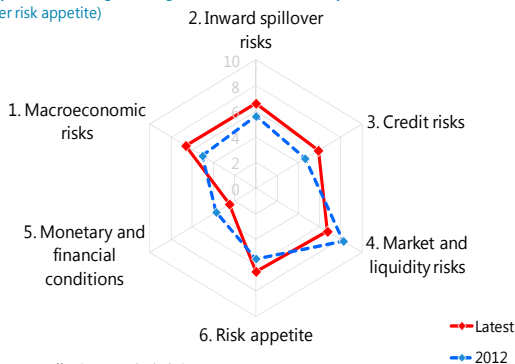 er risk appetite)
2. Inward spillover
risks
10
8
6
4
2
0
1. Macroeconomic
risks
3. Credit risks
5. Monetary and
financial
conditions
4. Market and
liquidity risks
6. Risk appetite
Latest
2012